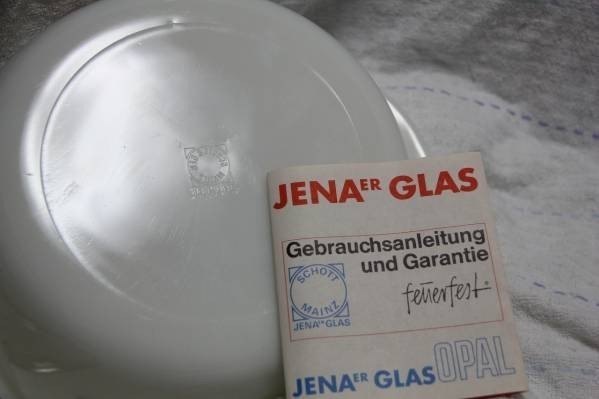 JENAER GLAS
Gebrauchsanleitung
und Garantie
SCHOTT
MAINZ
JENAER GLAS
feuerfest
JENAER GLAS OPAL